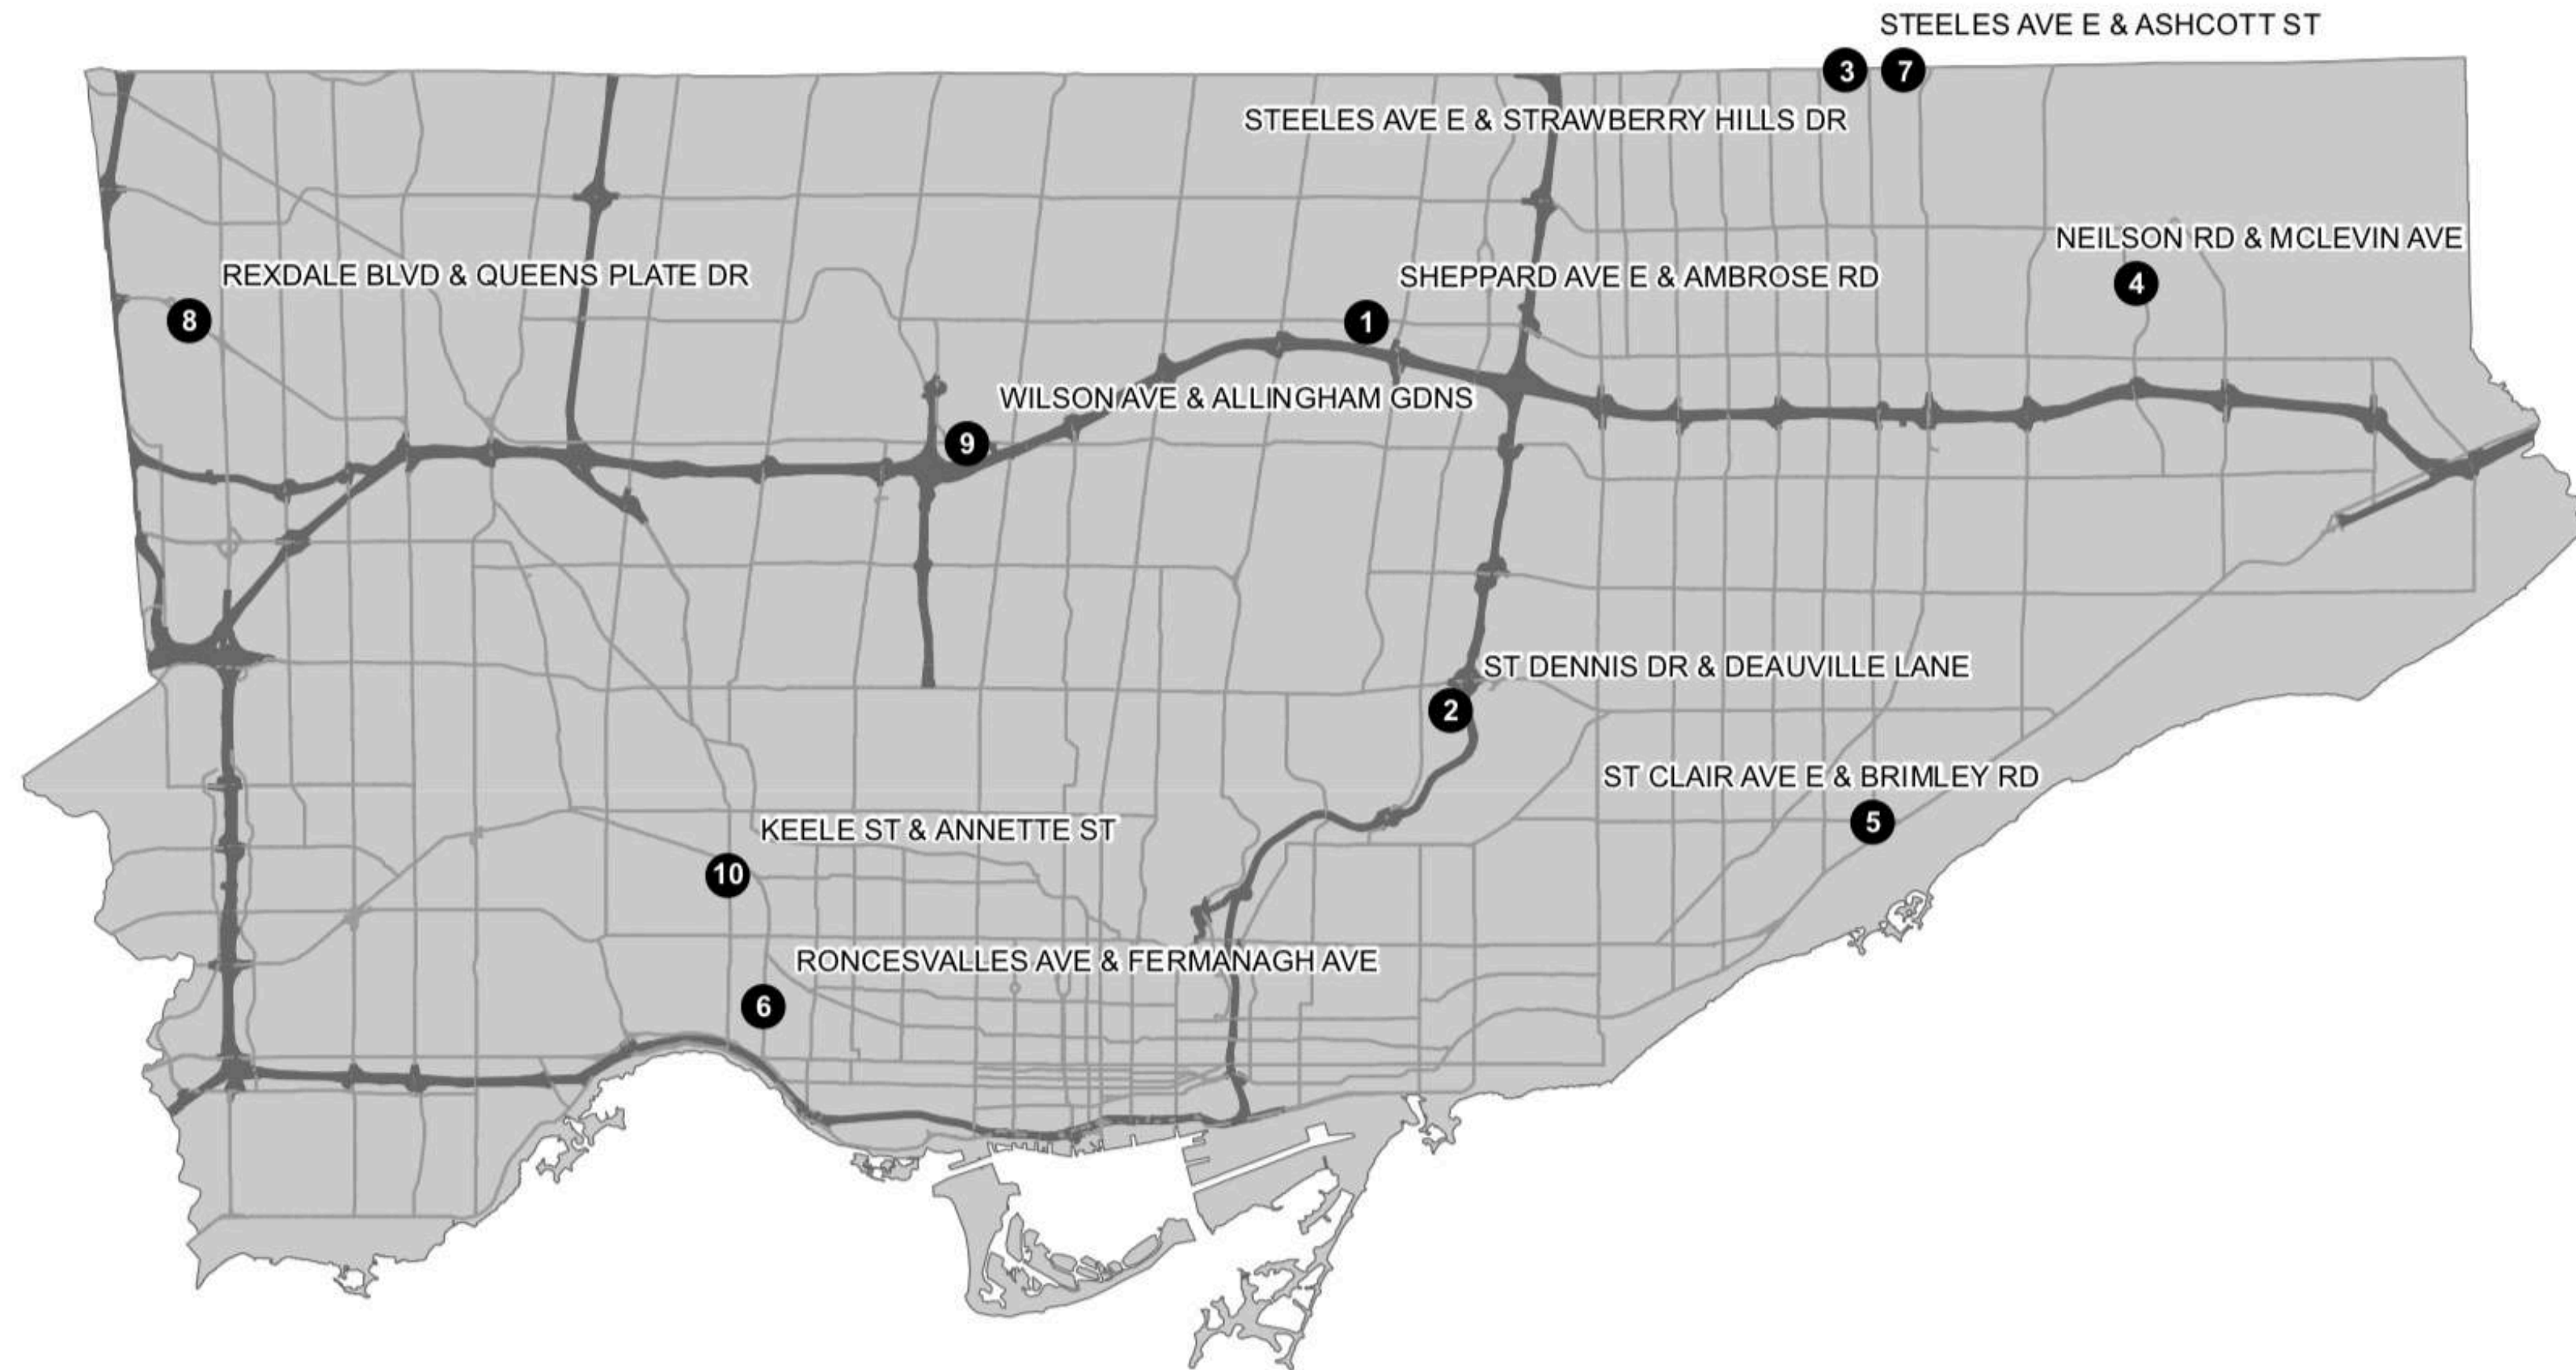 STEELES AVE E & ASHCOTT ST
3
7
STEELES AVE E & STRAWBERRY HILLS DR
NEILSON RD & MCLEVIN AVE
4
REXDALE BLVD & QUEENS PLATE DR
8
SHEPPARD AVE E & AMBROSE RD
1
WILSON AVE & ALLINGHAM GDNS
9
ST DENNIS DR & DEAUVILLE LANE
2
ST CLAIR AVE E & BRIMLEY RD
5
KEELE ST & ANNETTE ST
10
RONCESVALLES AVE & FERMANAGH AVE
6